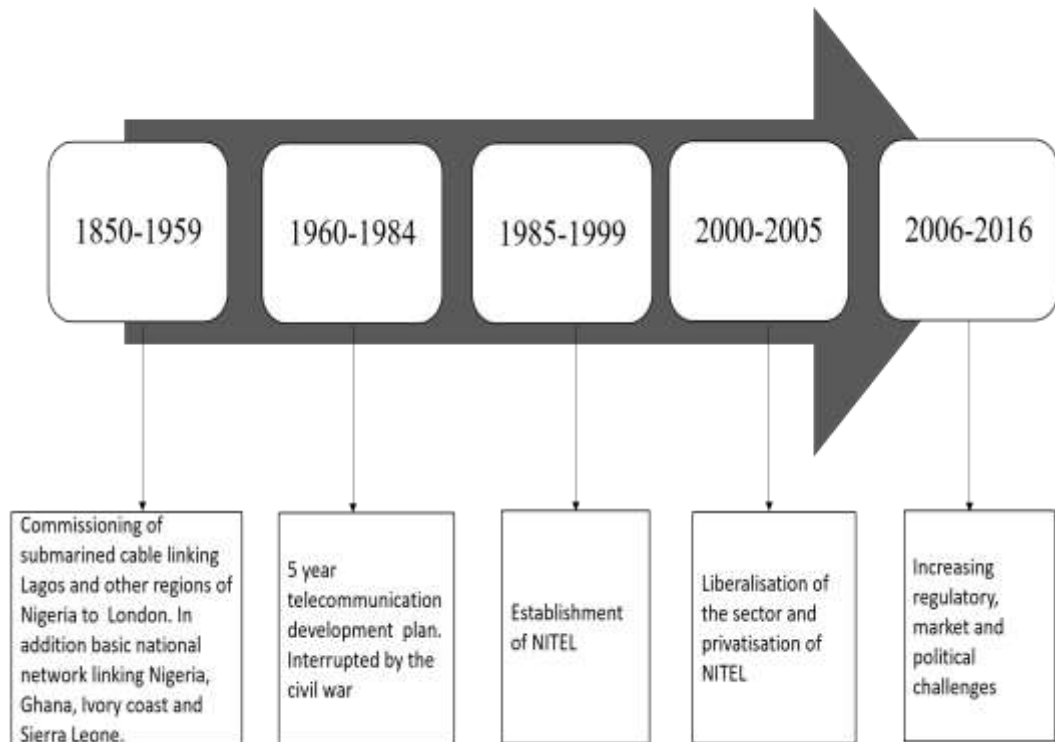 1850-1959
1960-1984
1985-1999
2000-2005
2006-2016
Commissioning of
submarined cable linking
Lagos and other regions of
Nigeria to London. In
addition basic national
network linking Nigeria,
Ghana, Ivory coast and
Sierra Leone.
5 year
telecommunication
development plan.
Interrupted by the
civil war
Establishment
of NITEL
Liberalisation of
the sector and
privatisation of
NITEL
Increasing
regulatory,
market and
political
challenges